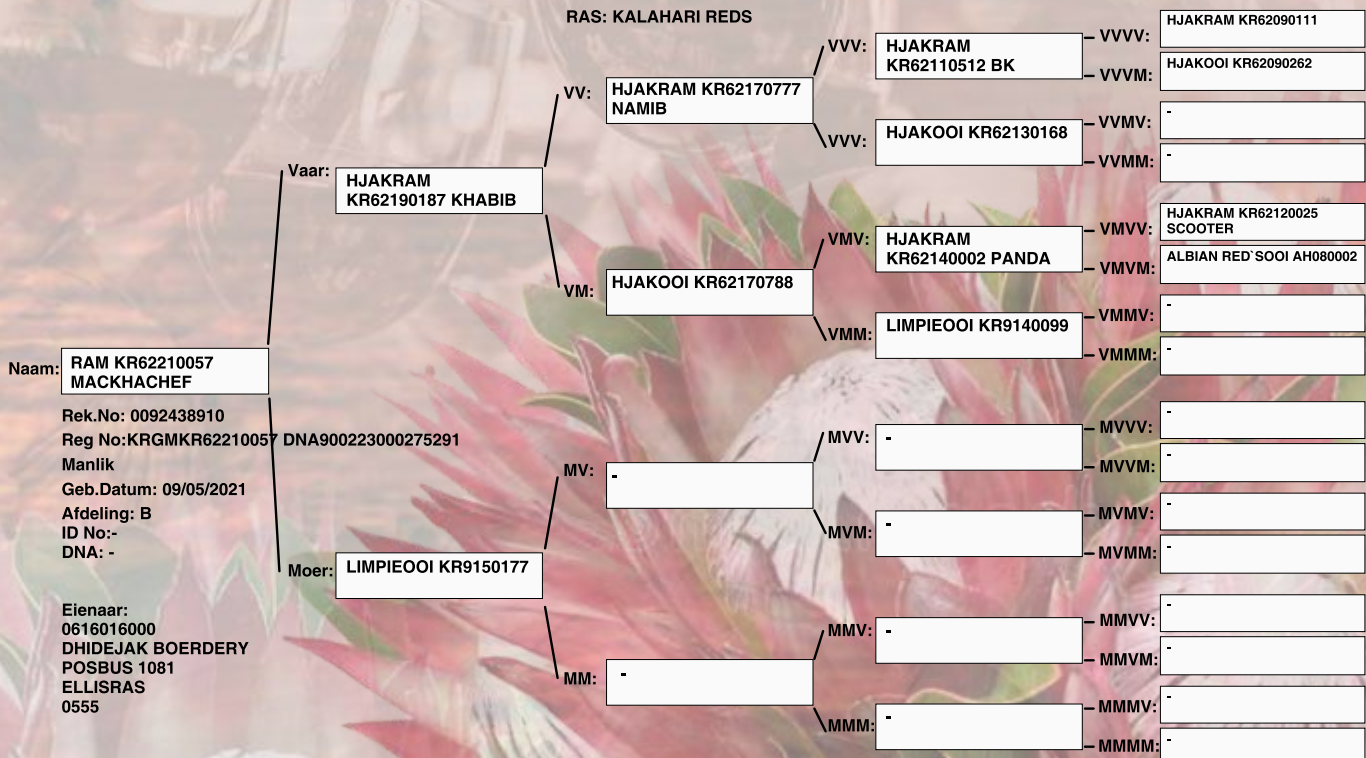 RAS: KALAHARI REDS
Naam:
RAM KR62210057
MACKHACHEF
Rek.No: 0092438910
Reg No:KRGMKR62210057 DNA900223000275291
Manlik
Geb.Datum: 09/05/2021
Afdeling: B
ID No:-
DNA: -
Eienaar:
0616016000
DHIDEJAK BOERDERY
POSBUS 1081
ELLISRAS
0555
Vaar:
HJAKRAM
KR62190187 KHABIB
Moer:
LIMPIEOOI KR9150177
VV:
HJAKRAM KR62170777
NAMIB
VM:
HJAKOOI KR62170788
MV:
-
MM:
-
VVV:
HJAKRAM
KR62110512 BK
VVV:
HJAKOOI KR62130168
VMV:
HJAKRAM
KR62140002 PANDA
VMM:
LIMPIEOOI KR9140099
MVV:
-
MVM:
-
MMV:
-
MMM:
-
VVVV:
HJAKRAM KR62090111
VVVM:
HJAKOOI KR62090262
VVMV:
-
VVMM:
-
VMVV:
HJAKRAM KR62120025
SCOOTER
VMVM:
ALBIAN RED`SOOI AH080002
VMMV:
-
VMMM:
-
MVVV:
-
MVVM:
-
MVMV:
-
MVMM:
-
MMVV:
-
MMVM:
-
MMMV:
-
MMMM:
-